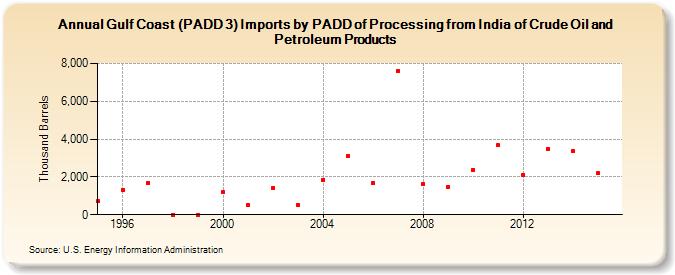 Annual Gulf Coast (PADD 3) Imports by PADD of Processing from India of Crude Oil and
Petroleum Products
Thousand Barrels
8,000
6,000
4,000
2,000
0
1996
2000
2004
2008
2012
Source: U.S. Energy Information Administration